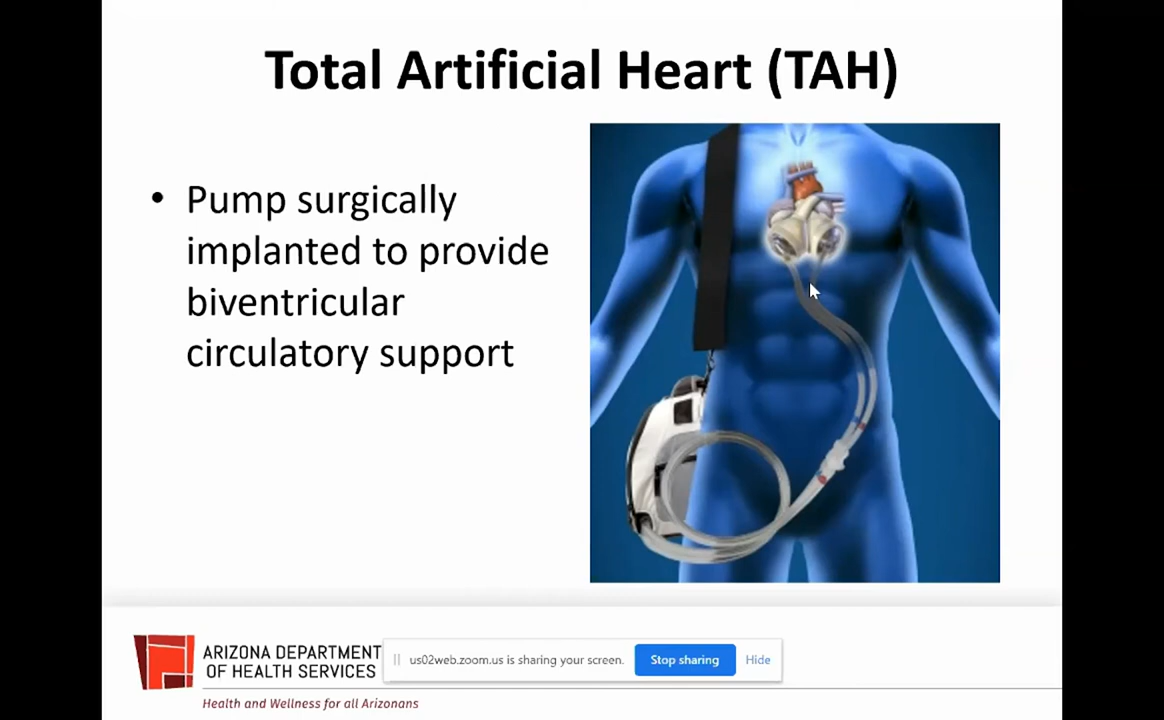 Total Artificial Heart (TAH)
• Pump surgically
implanted to provide
biventricular
circulatory support
ARIZONA DEPARTMENT
OF HEALTH SERVICES
us02web.zoom.us is sharing your screen.
Stop sharing
Hide
Health and Wellness for all Arizonans